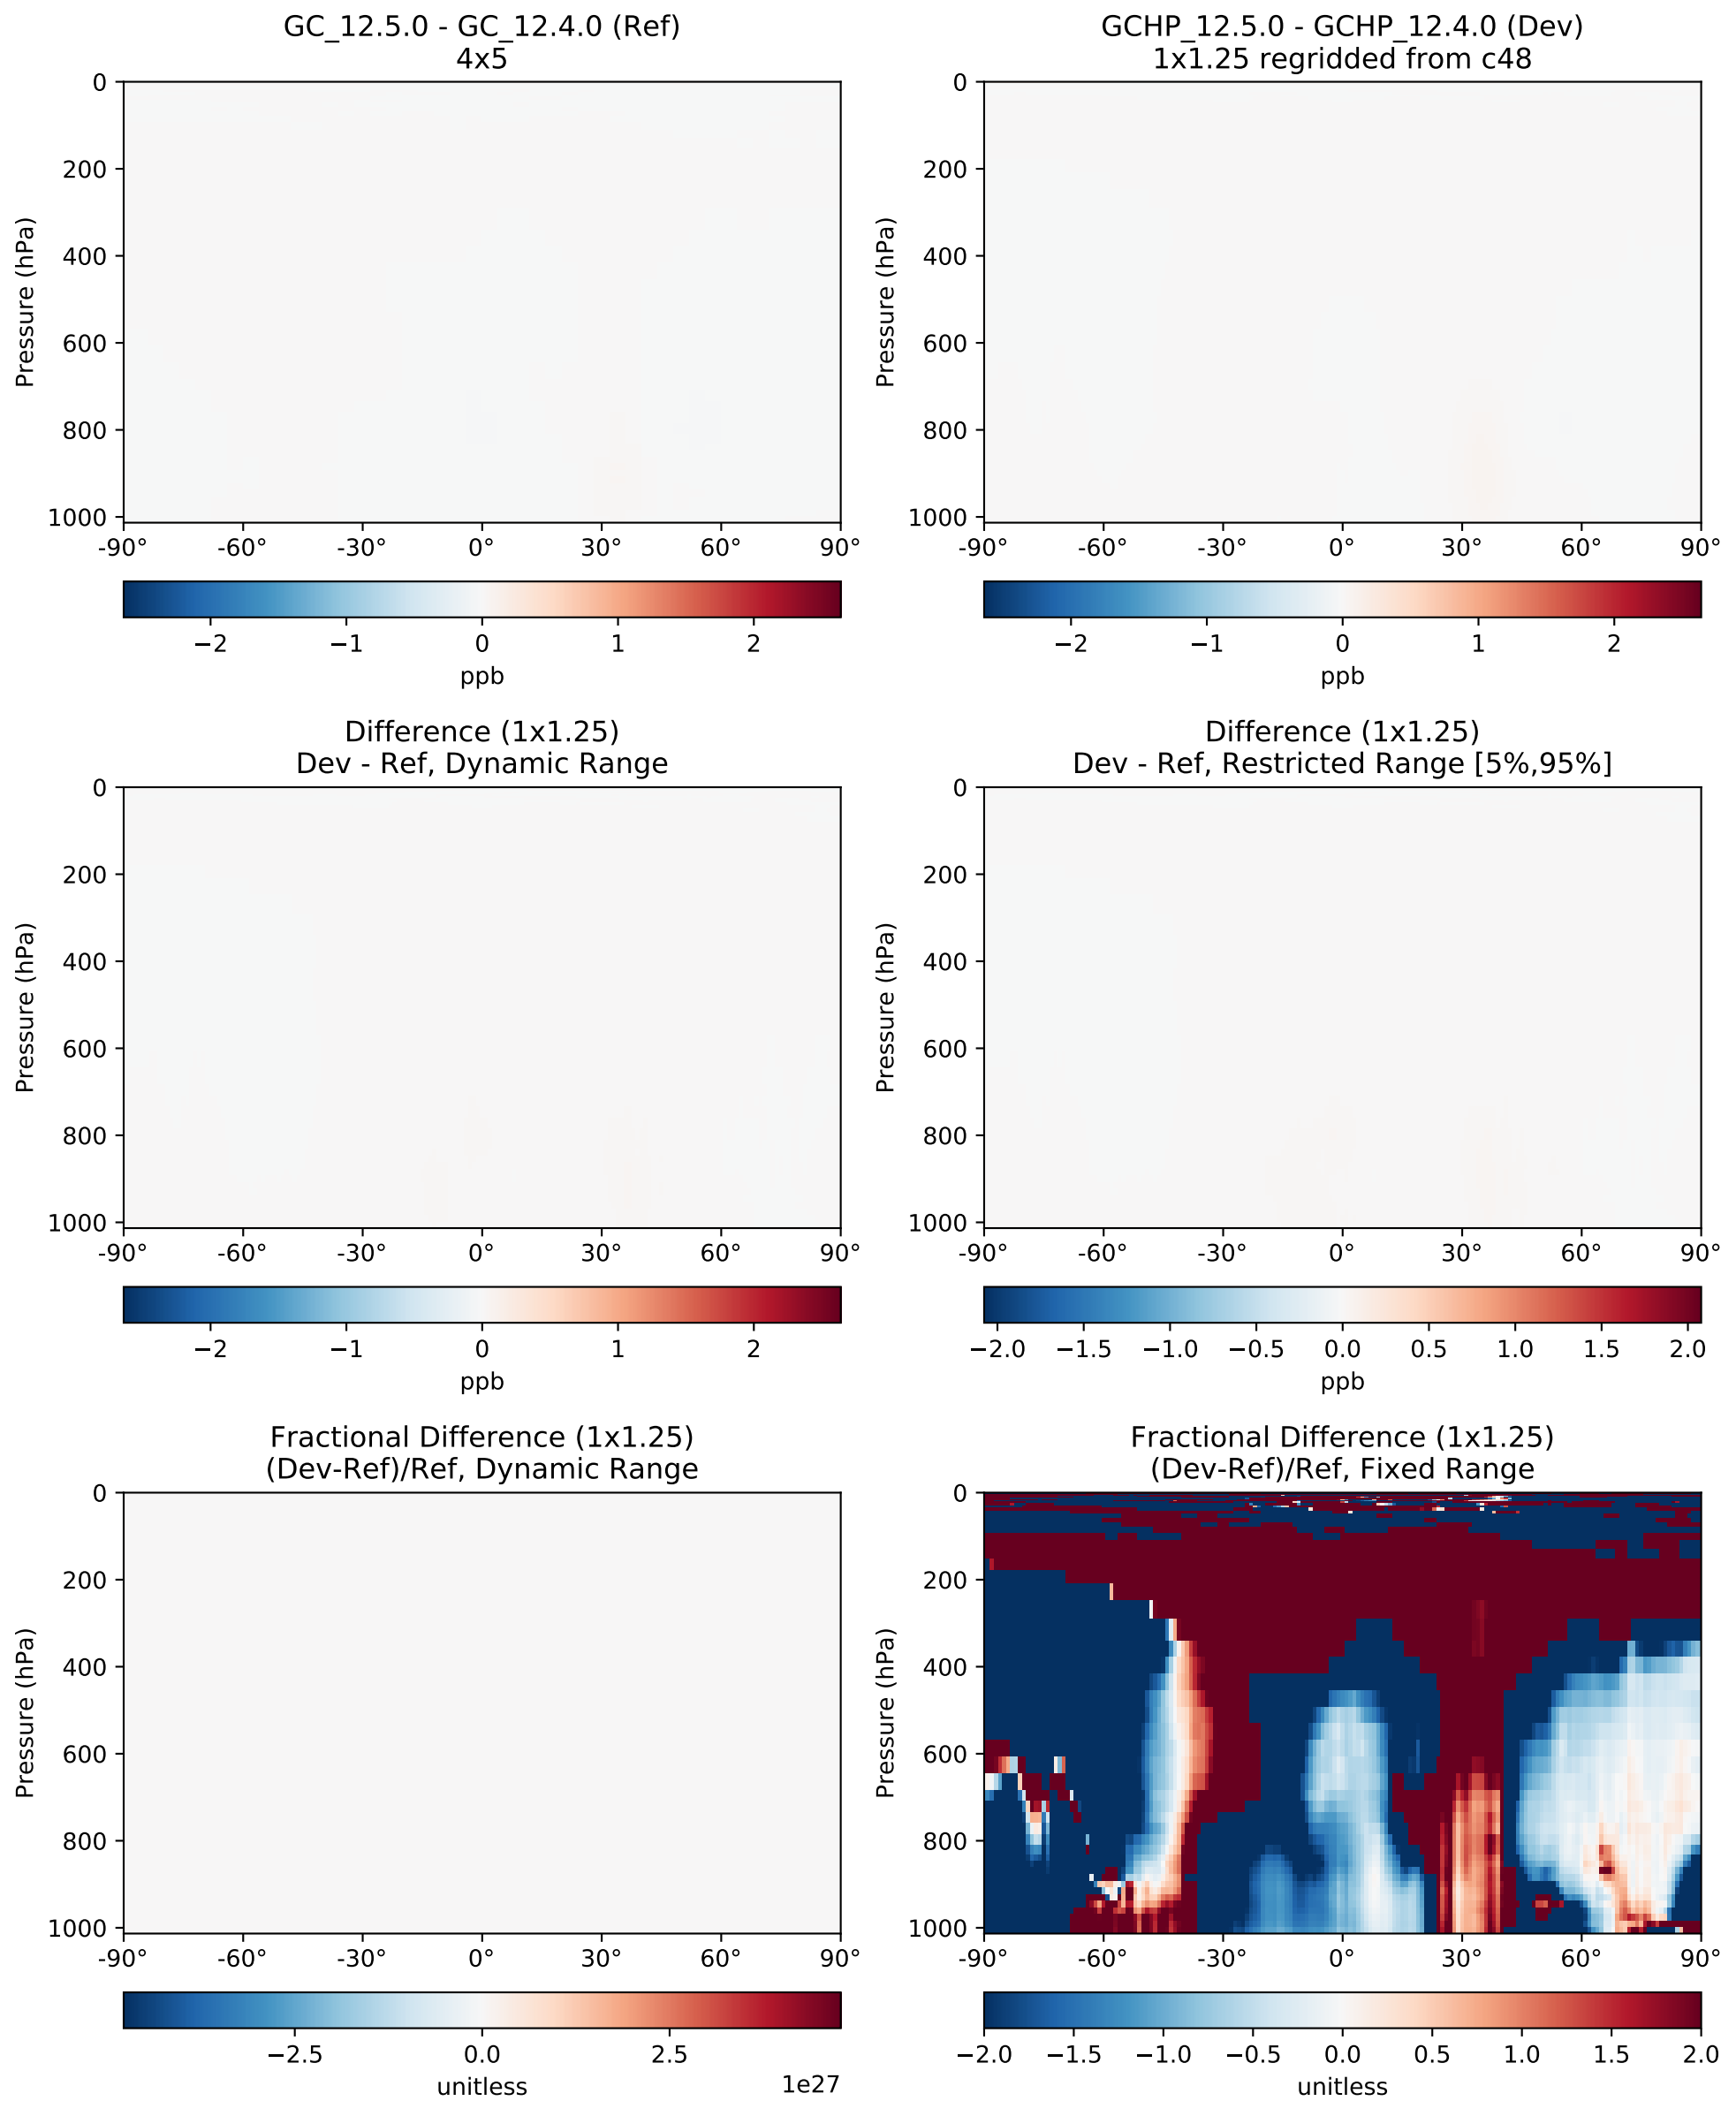 GC_12.5.0 - GC_12.4.0 (Ref)
4x5
0
200
400
600
800
1000
Pressure (hPa)
-90° -60° -30° 0° 30° 60° 90°
−2 −1 0 1 2
ppb
GCHP_12.5.0 - GCHP_12.4.0 (Dev)
1x1.25 regridded from c48
0
200
400
600
800
1000
Pressure (hPa)
-90° -60° -30° 0° 30° 60° 90°
−2 −1 0 1 2
ppb
Difference (1x1.25)
Dev - Ref, Dynamic Range
0
200
400
600
800
1000
Pressure (hPa)
-90° -60° -30° 0° 30° 60° 90°
−2 −1 0 1 2
ppb
Difference (1x1.25)
Dev - Ref, Restricted Range [5%,95%]
0
200
400
600
800
1000
Pressure (hPa)
-90° -60° -30° 0° 30° 60° 90°
−2.0 −1.5 −1.0 −0.5 0.0 0.5 1.0 1.5 2.0
ppb
Fractional Difference (1x1.25)
(Dev-Ref)/Ref, Dynamic Range
0
200
400
600
800
1000
Pressure (hPa)
-90° -60° -30° 0° 30° 60° 90°
−2.5 0.0 2.5
unitless 1e27
Fractional Difference (1x1.25)
(Dev-Ref)/Ref, Fixed Range
0
200
400
600
800
1000
Pressure (hPa)
-90° -60° -30° 0° 30° 60° 90°
−2.0 −1.5 −1.0 −0.5 0.0 0.5 1.0 1.5 2.0
unitless